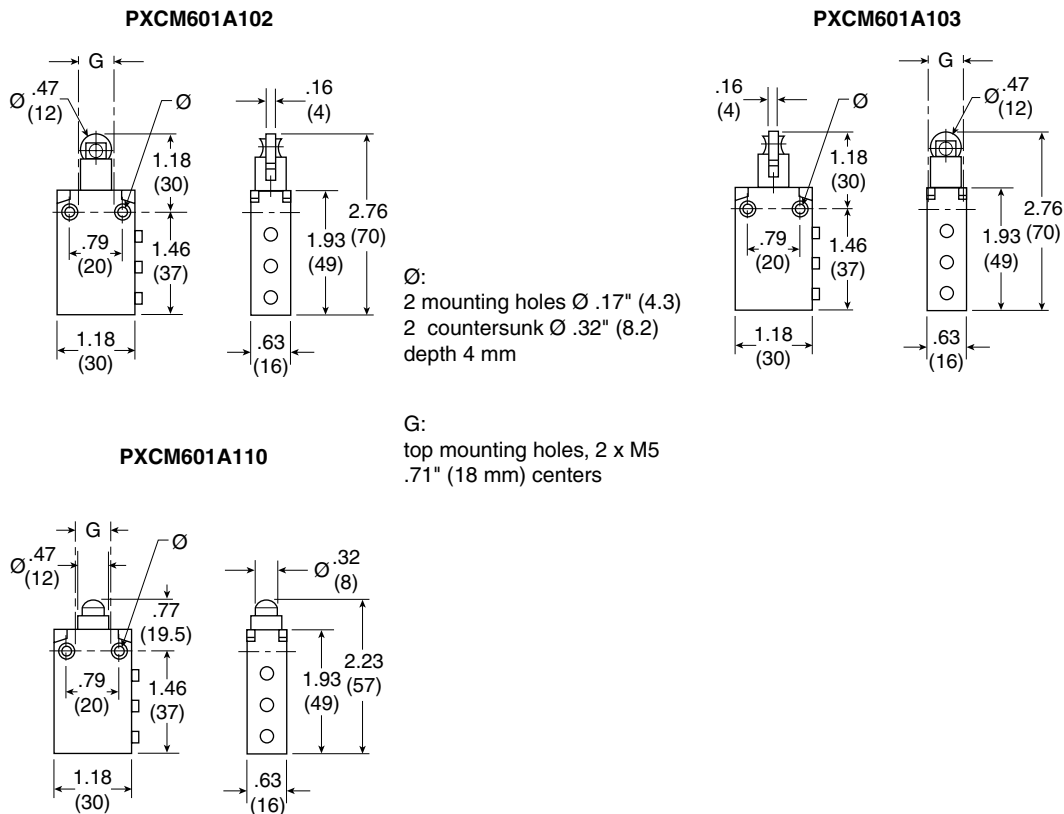 PXCM601A102
G
Ø .47
(12)
Ø
.16
(4)
1.18
(30)
2.76
(70)
.79
(20)
1.46
(37)
1.93
(49)
1.18
(30)
.63
(16)
Ø:
2 mounting holes Ø .17" (4.3)
2 countersunk Ø .32" (8.2)
depth 4 mm
G:
top mounting holes, 2 x M5
.71" (18 mm) centers
PXCM601A103
G
.16
(4)
Ø
Ø .47
(12)
1.18
(30)
2.76
(70)
.79
(20)
1.46
(37)
1.93
(49)
1.18
(30)
.63
(16)
PXCM601A110
G
Ø
Ø .47
(12)
Ø .32
(8)
.77
(19.5)
2.23
(57)
.79
(20)
1.46
(37)
1.93
(49)
1.18
(30)
.63
(16)